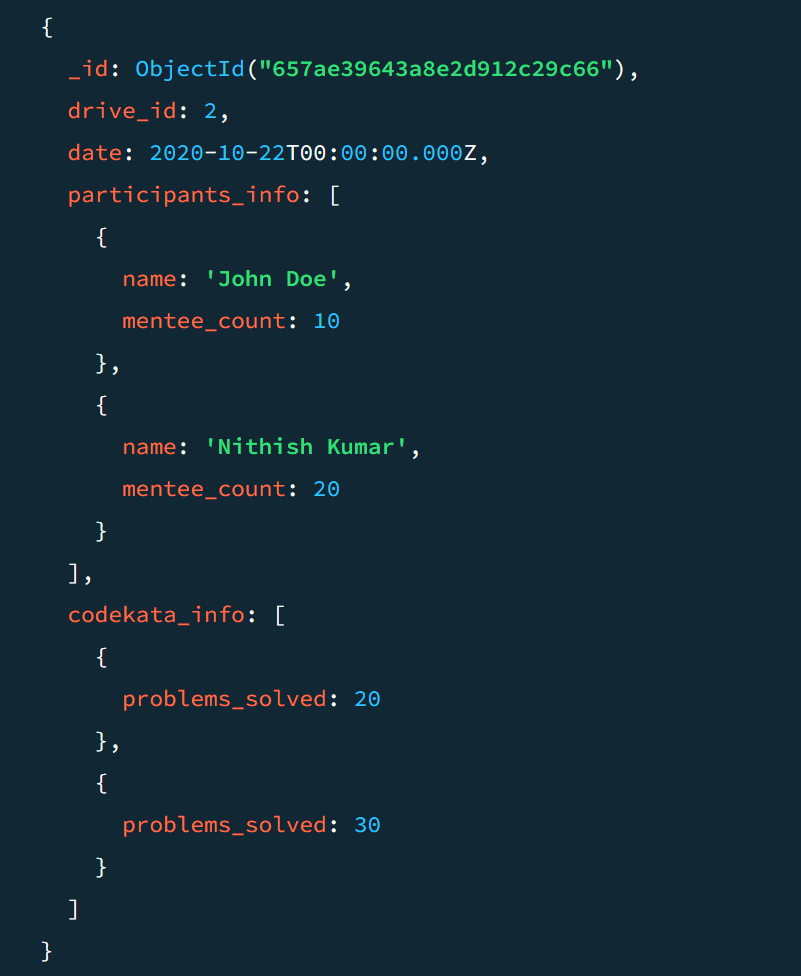 {
_id: ObjectId("657ae39643a8e2d912c29c66"),
drive_id: 2,
date: 2020-10-22T00:00:00.000Z,
participants_info: [
{
name: 'John Doe',
mentee_count: 10
},
{
name: 'Nithish Kumar',
mentee_count: 20
}
],
codekata_info: [
{
problems_solved: 20
},
{
problems_solved: 30
}
]
}